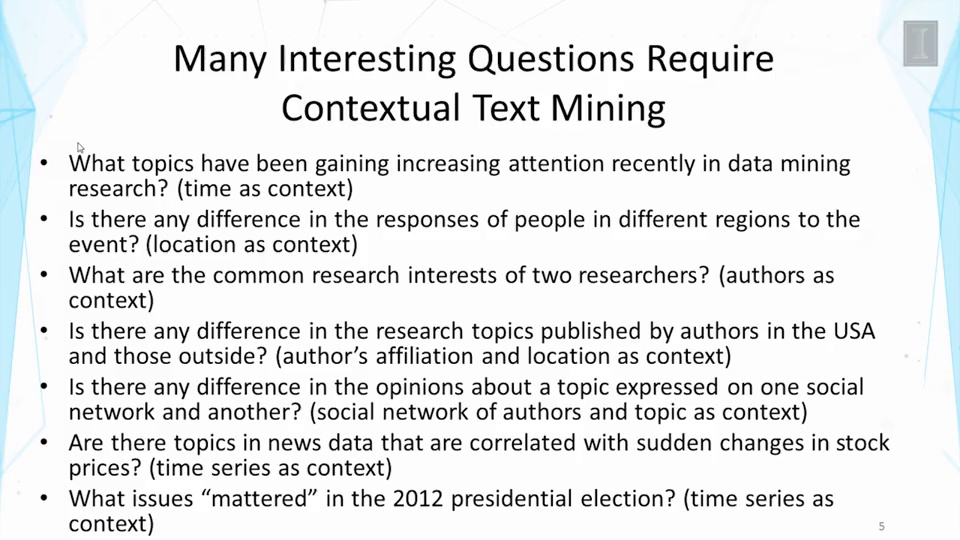 Many Interesting Questions Require
Contextual Text Mining
I
• What topics have been gaining increasing attention recently in data mining
research? (time as context)
• Is there any difference in the responses of people in different regions to the
event? (location as context)
• What are the common research interests of two researchers? (authors as
context)
• Is there any difference in the research topics published by authors in the USA
and those outside? (author’s affiliation and location as context)
• Is there any difference in the opinions about a topic expressed on one social
network and another? (social network of authors and topic as context)
• Are there topics in news data that are correlated with sudden changes in stock
prices? (time series as context)
• What issues “mattered” in the 2012 presidential election? (time series as
context)
5